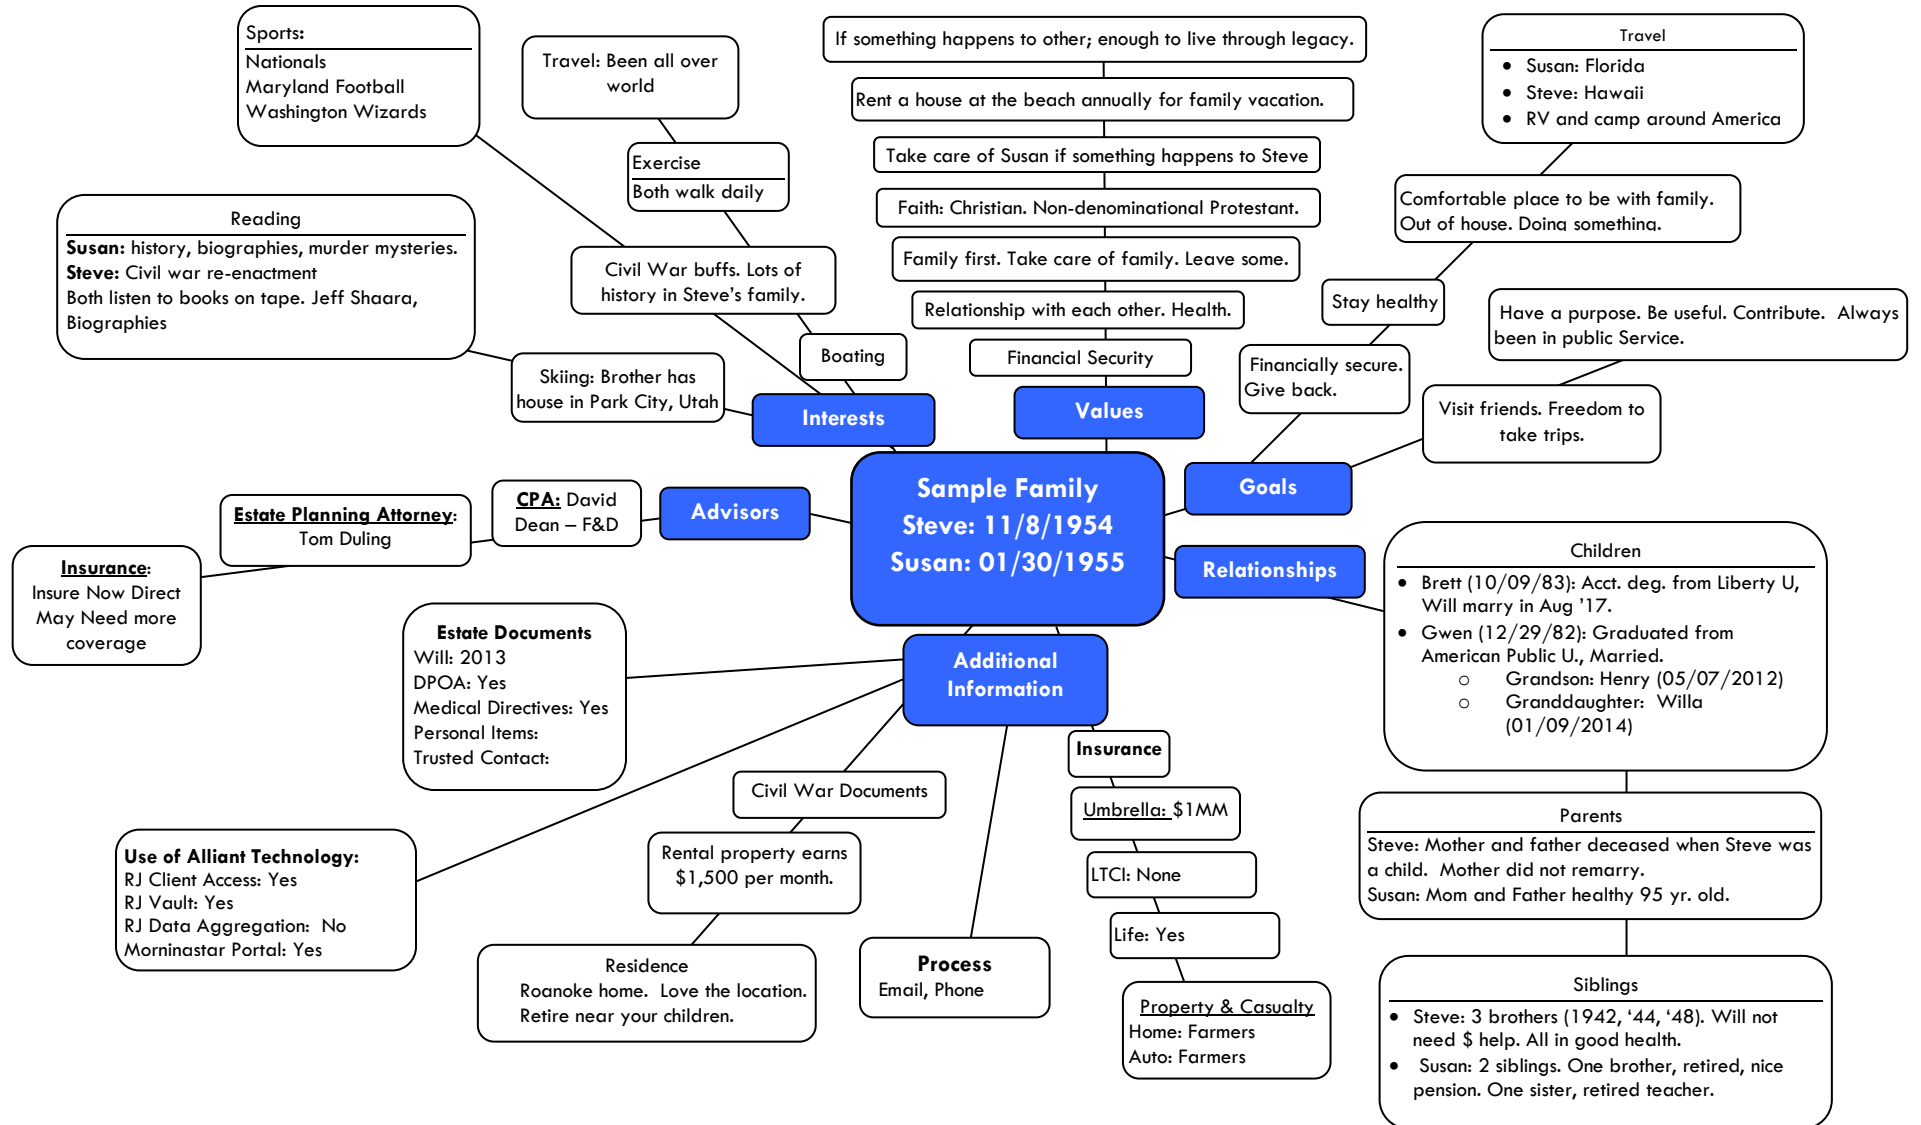 Sports:
Nationals
Maryland Football
Washington Wizards
Travel: Been all over
world
Exercise
Both walk daily
Reading
Susan: history, biographies, murder mysteries.
Steve: Civil war re-enactment
Both listen to books on tape. Jeff Shaara,
Biographies
Civil War buffs. Lots of
history in Steve's family.
Boating
Skiing: Brother has
house in Park City, Utah
Interests
If something happens to other; enough to live through legacy.
Rent a house at the beach annually for family vacation.
Take care of Susan if something happens to Steve
Faith: Christian. Non-denominational Protestant.
Family first. Take care of family. Leave some.
Relationship with each other. Health.
Financial Security
Values
Travel
• Susan: Florida
• Steve: Hawaii
• RV and camp around America
Comfortable place to be with family.
Out of house. Doing something.
Stay healthy
Financially secure.
Give back.
Have a purpose. Be useful. Contribute.  Always
been in public Service.
Visit friends. Freedom to
take trips.
Goals
Sample Family
Steve: 11/8/1954
Susan: 01/30/1955
Advisors
CPA: David
Dean – F&D
Estate Planning Attorney:
Tom Duling
Insurance:
Insure Now Direct
May Need more
coverage
Relationships
Children
• Brett (10/09/83): Acct. deg. from Liberty U,
Will marry in Aug '17.
• Gwen (12/29/82): Graduated from
American Public U., Married.
o Grandson: Henry (05/07/2012)
o Granddaughter:  Willa
(01/09/2014)
Parents
Steve: Mother and father deceased when Steve was
a child.  Mother did not remarry.
Susan: Mom and Father healthy 95 yr. old.
Siblings
• Steve: 3 brothers (1942, ‘44, ‘48). Will not
need $ help. All in good health.
• Susan: 2 siblings. One brother, retired, nice
pension. One sister, retired teacher.
Additional
Information
Estate Documents
Will: 2013
DPOA: Yes
Medical Directives: Yes
Personal Items:
Trusted Contact:
Use of Alliant Technology:
RJ Client Access: Yes
RJ Vault: Yes
RJ Data Aggregation:  No
Morninastar Portal: Yes
Civil War Documents
Rental property earns
$1,500 per month.
Residence
Roanoke home.  Love the location.
Retire near your children.
Process
Email, Phone
Insurance
Umbrella: $1MM
LTCI: None
Life: Yes
Property & Casualty
Home: Farmers
Auto: Farmers